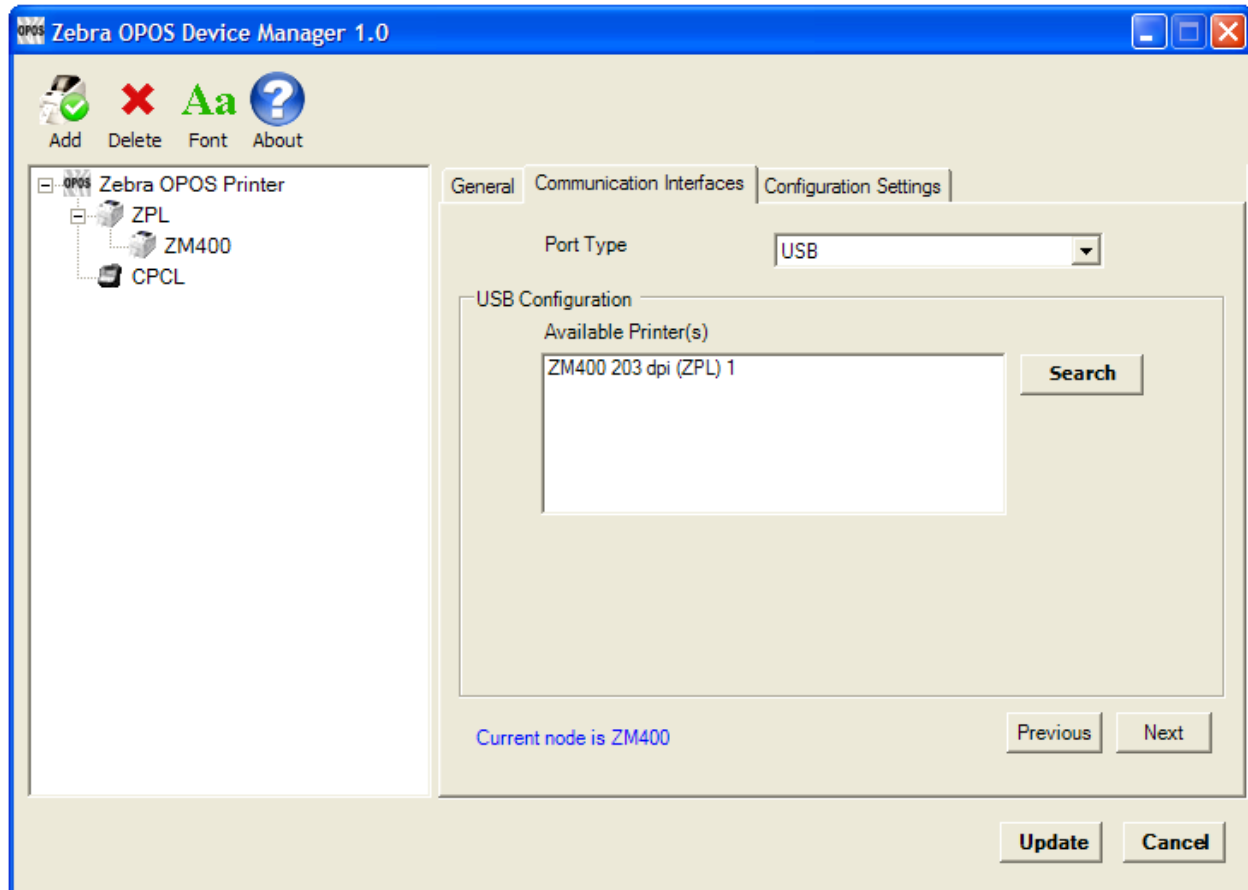 OPOS Zebra OPOS Device Manager 1.0
Add Delete Font About
Aa
?
OPOS Zebra OPOS Printer
ZPL
ZM400
CPCL
General Communication Interfaces Configuration Settings
Port Type USB
USB Configuration
Available Printer(s)
ZM400 203 dpi (ZPL) 1
Search
Current node is ZM400
Previous Next
Update Cancel